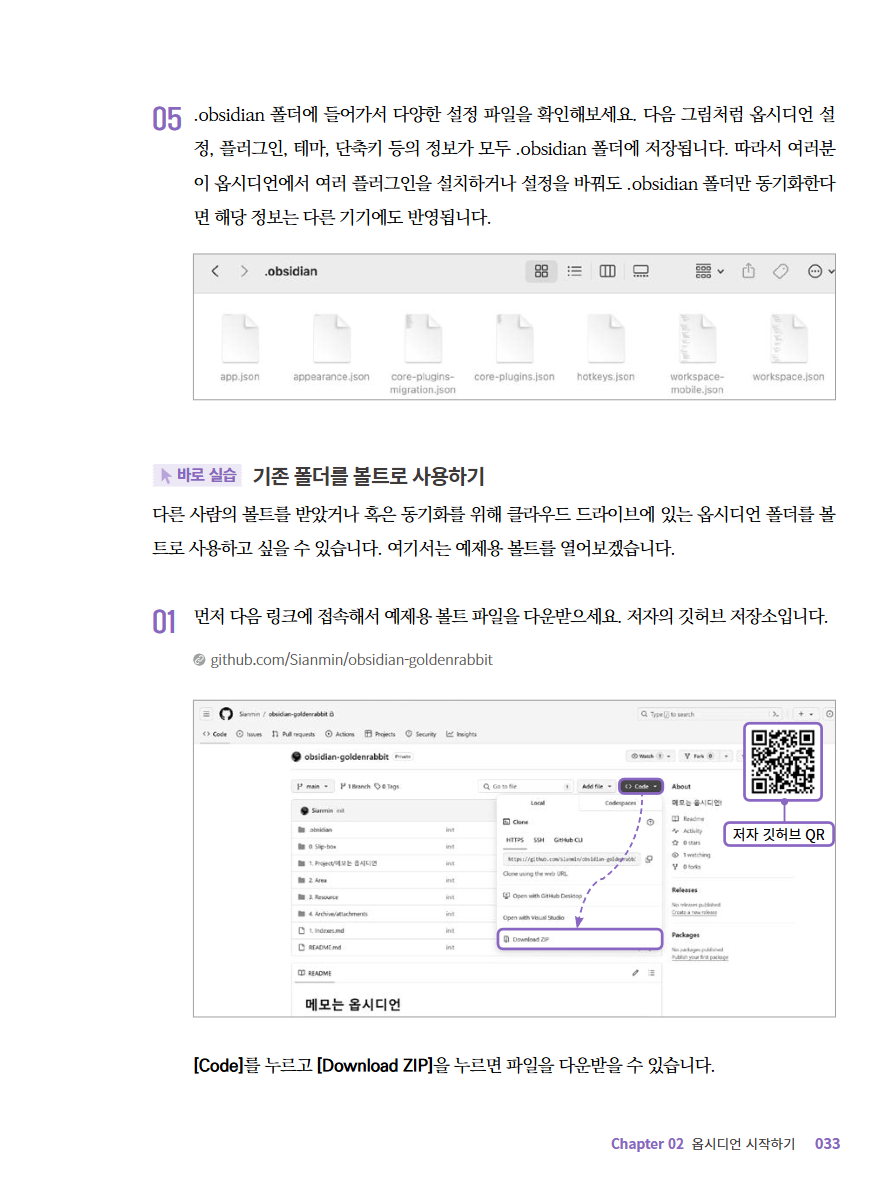 05 .obsidian 폴더에 들어가서 다양한 설정 파일을 확인해보세요. 다음 그림처럼 옵시디언 설
정, 플러그인, 테마, 단축키 등의 정보가 모두 .obsidian 폴더에 저장됩니다. 따라서 여러분
이 옵시디언에서 여러 플러그인을 설치하거나 설정을 바꿔도 .obsidian 폴더만 동기화한다
면 해당 정보는 다른 기기에도 반영됩니다.
.obsidian
app.json
appearance.json
core-plugins-
migration.json
core-plugins.json
hotkeys.json
workspace-
mobile.json
workspace.json
바로 실습 기존 폴더를 볼트로 사용하기
다른 사람의 볼트를 받았거나 혹은 동기화를 위해 클라우드 드라이브에 있는 옵시디언 폴더를 볼
트로 사용하고 싶을 수 있습니다. 여기서는 예제용 볼트를 열어보겠습니다.
01 먼저 다음 링크에 접속해서 예제용 볼트 파일을 다운받으세요. 저자의 깃허브 저장소입니다.
github.com/Sianmin/obsidian-goldenrabbit
Sianmin / obsidian-goldenrabbit
Type / to search
Code Issues Pull requests Actions Projects Security Insights
obsidian-goldenrabbit Private
Watch 1 Fork 0
main 1 Branch 0 Tags
Go to file
Add file
Code
Sianmin init
.obsidian init
0. Slip-box init
1. Project/메모는 옵시디언 init
2. Area init
3. Resource init
4. Archive/attachments init
1. Indexes.md init
README.md init
README
메모는 옵시디언
Local Codespaces
Clone
HTTPS SSH GitHub CLI
https://github.com/sianmin/obsidian-goldenrabbit
Clone using the web URL.
Open with GitHub Desktop
Open with Visual Studio
Download ZIP
About
메모는 옵시디언!
Readme
Activity
0 stars
1 watching
0 forks
Releases
No releases published
Create a new release
Packages
No packages published
Publish your first package
저자 깃허브 QR
[Code]를 누르고 [Download ZIP]을 누르면 파일을 다운받을 수 있습니다.
Chapter 02 옵시디언 시작하기 033